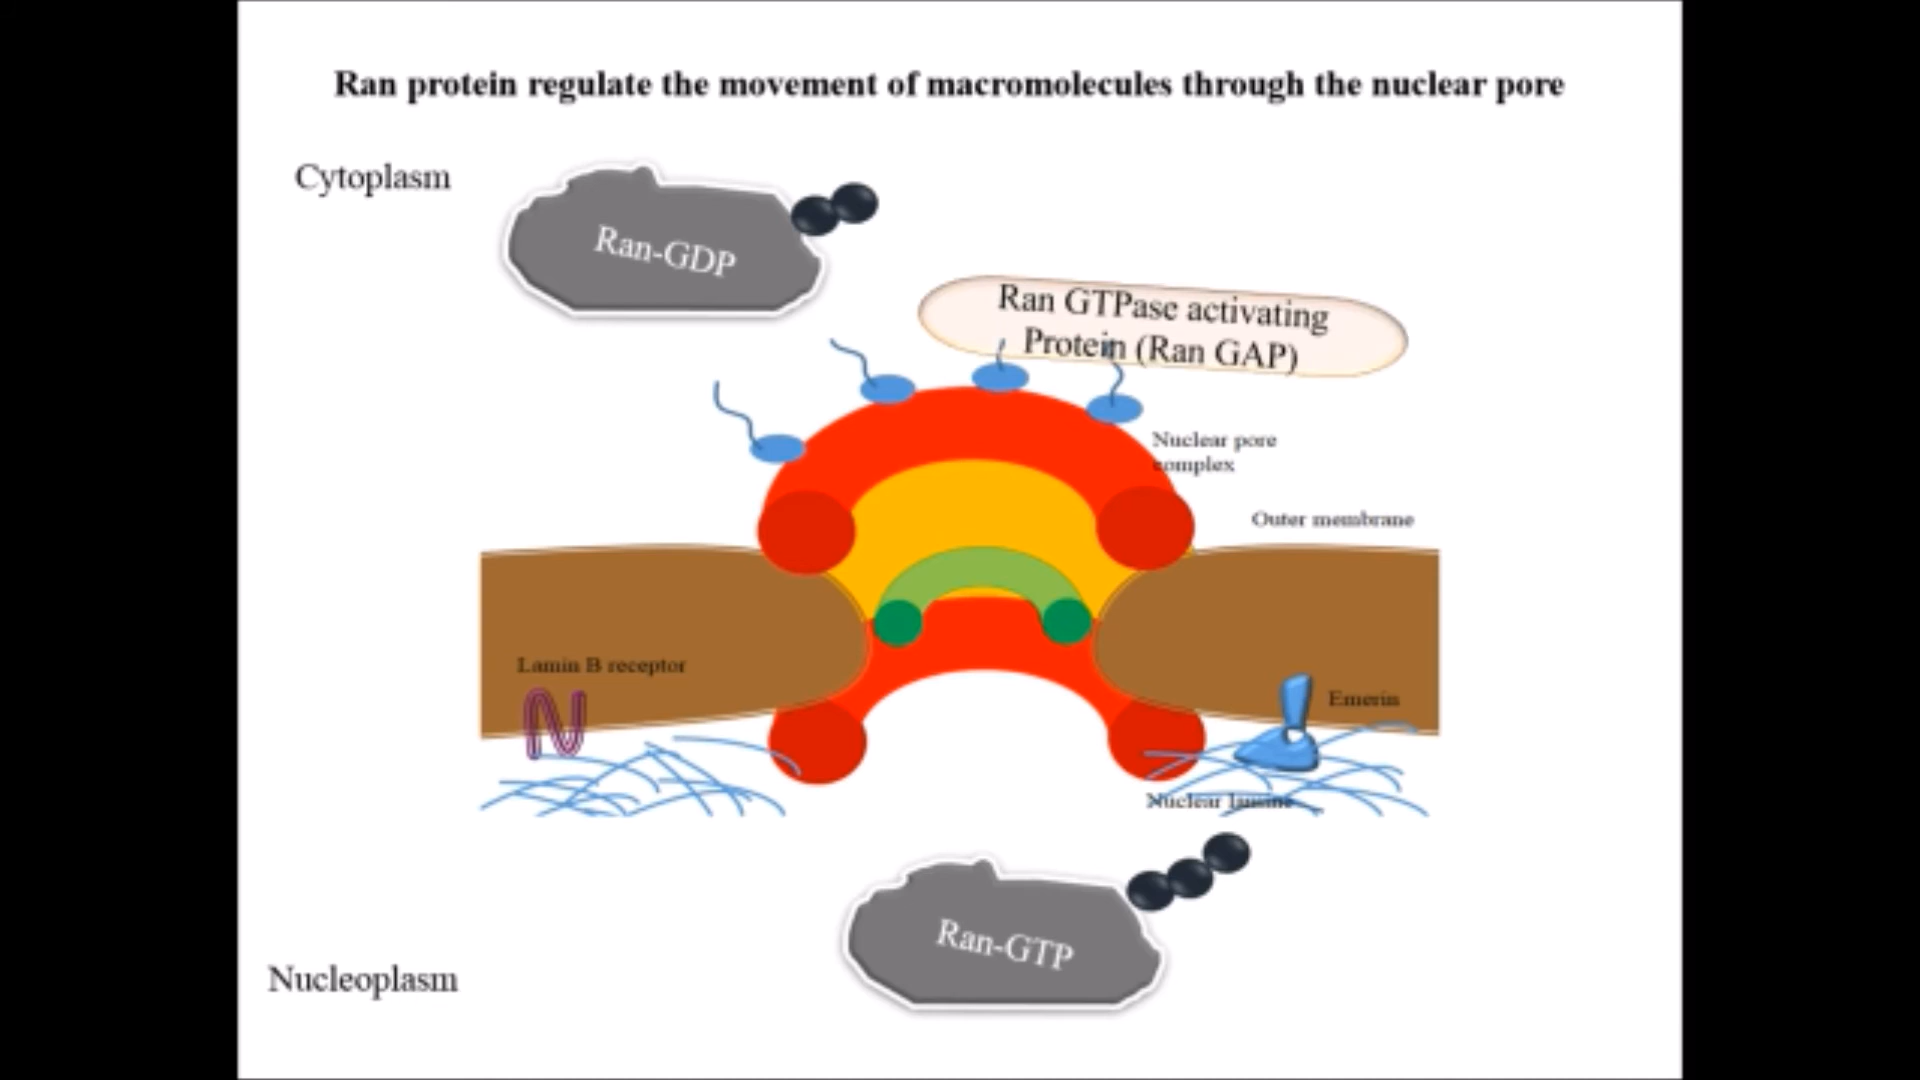 Ran protein regulate the movement of macromolecules through the nuclear pore
Cytoplasm
Ran-GDP
Ran GTPase activating
Protein (Ran GAP)
Nuclear pore
complex
Outer membrane
Lamin B receptor
Emerin
Nuclear
Ran-GTP
Nucleoplasm